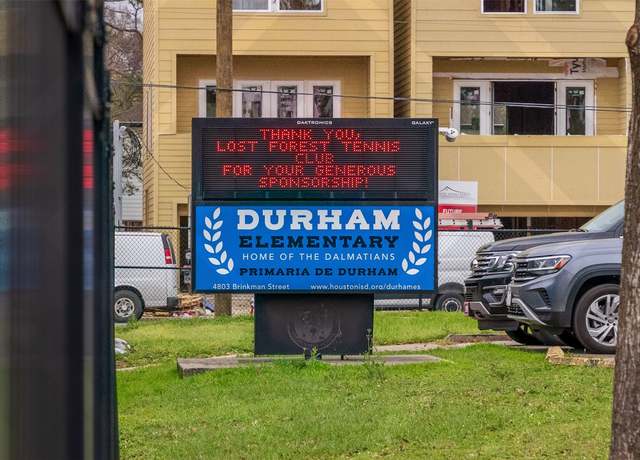 DAKTRONICS GALAXY
THANK YOU,
LOST FOREST TENNIS
CLUB
FOR YOUR GENEROUS
SPONSORSHIP!
DURHAM
ELEMENTARY
HOME OF THE DALMATIANS
PRIMARIA DE DURHAM
4803 Brinkman Street www.houstonisd.org/durhames
FUTURE